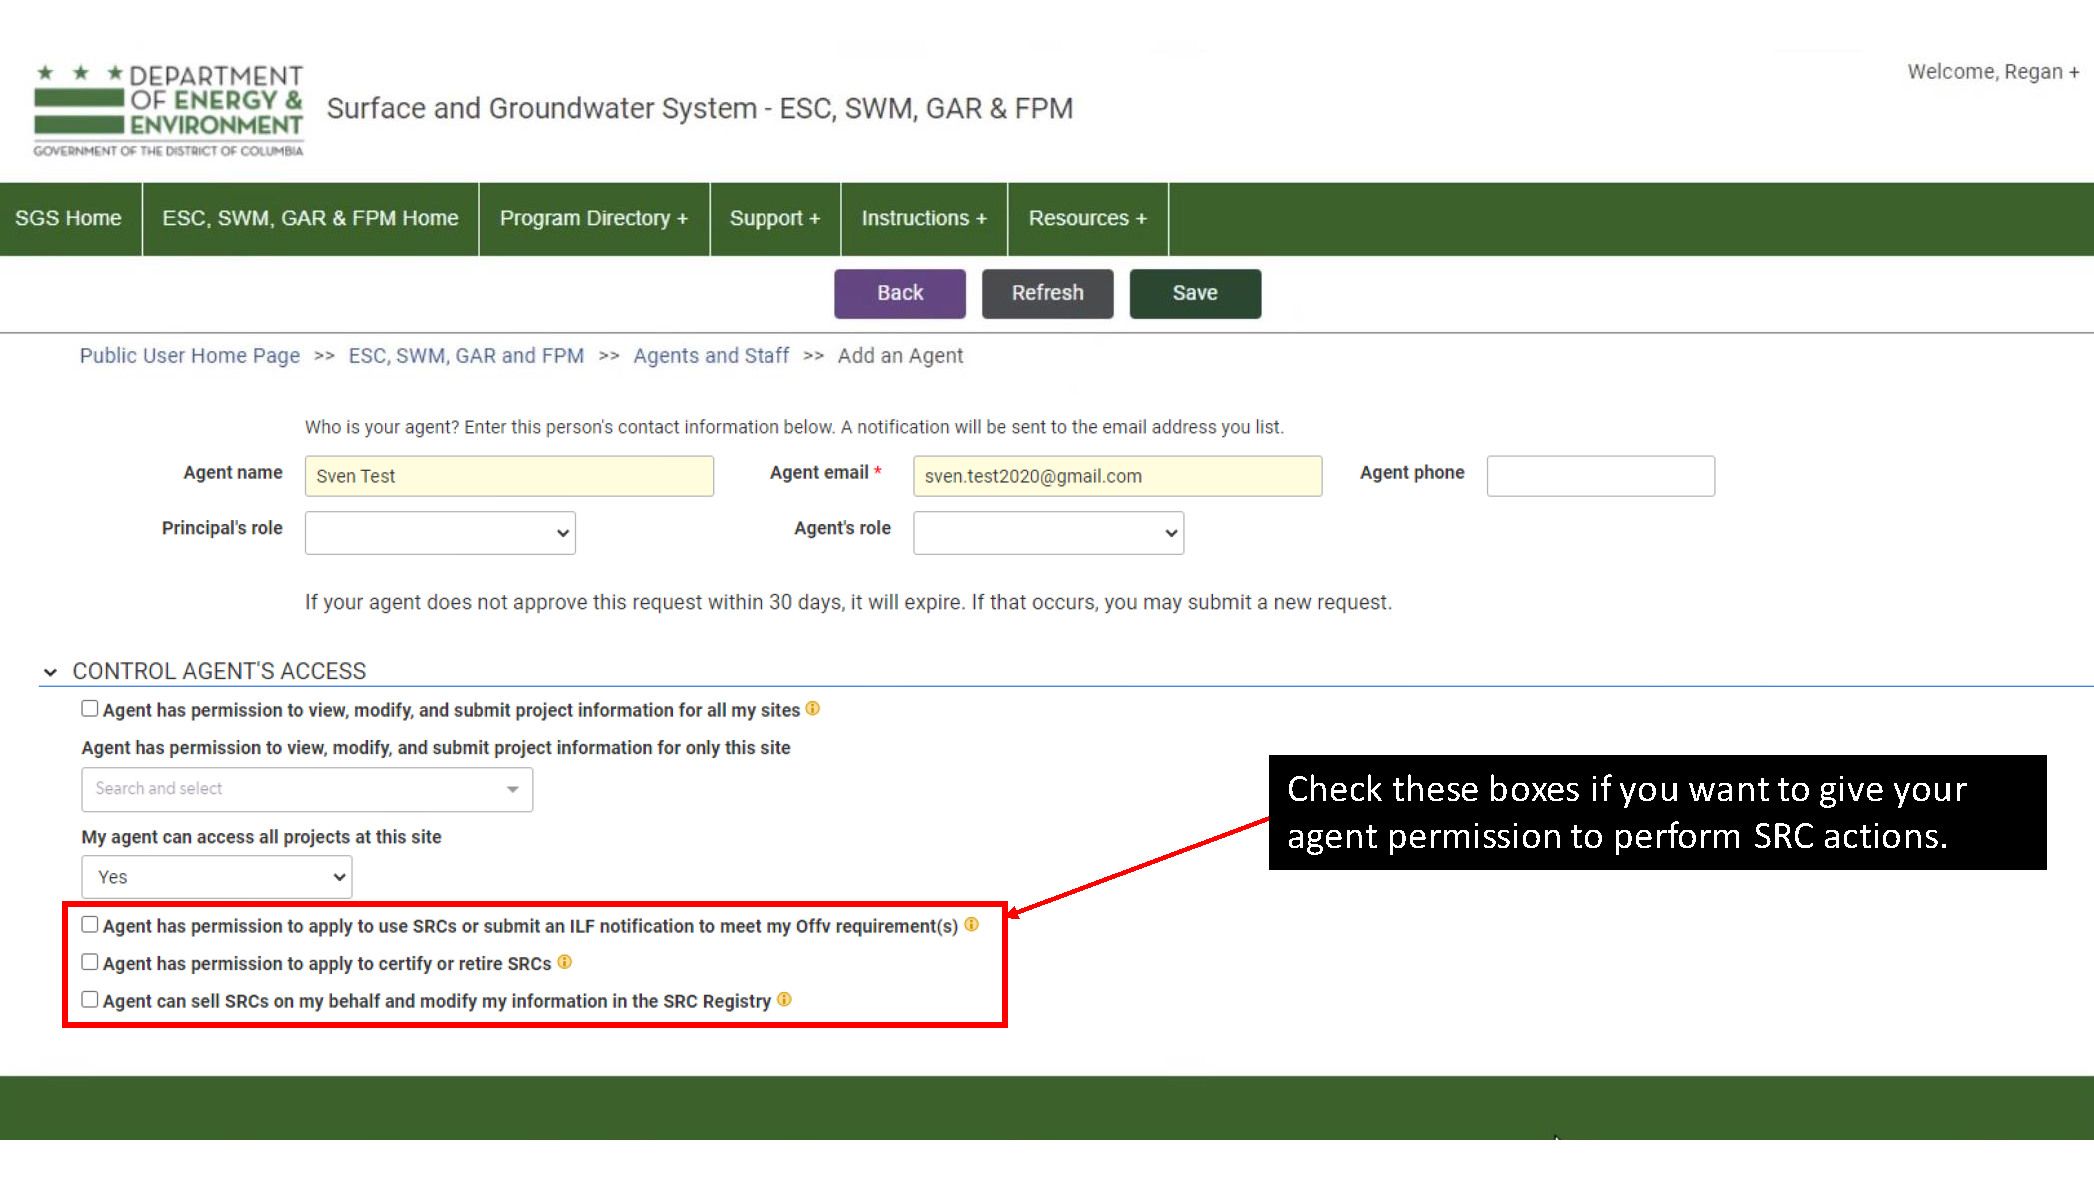 DEPARTMENT
OF ENERGY &
ENVIRONMENT
GOVERNMENT OF THE DISTRICT OF COLUMBIA
Surface and Groundwater System - ESC, SWM, GAR & FPM
Welcome, Regan +
SGS Home ESC, SWM, GAR & FPM Home Program Directory + Support + Instructions + Resources +
Back Refresh Save
Public User Home Page >> ESC, SWM, GAR and FPM >> Agents and Staff >> Add an Agent
Who is your agent? Enter this person's contact information below. A notification will be sent to the email address you list.
Agent name Sven Test Agent email * sven.test2020@gmail.com Agent phone
Principal's role Agent's role
If your agent does not approve this request within 30 days, it will expire. If that occurs, you may submit a new request.
CONTROL AGENT'S ACCESS
Agent has permission to view, modify, and submit project information for all my sites
Agent has permission to view, modify, and submit project information for only this site
Search and select
My agent can access all projects at this site
Yes
Agent has permission to apply to use SRCs or submit an ILF notification to meet my Offv requirement(s)
Agent has permission to apply to certify or retire SRCs
Agent can sell SRCs on my behalf and modify my information in the SRC Registry
Check these boxes if you want to give your
agent permission to perform SRC actions.